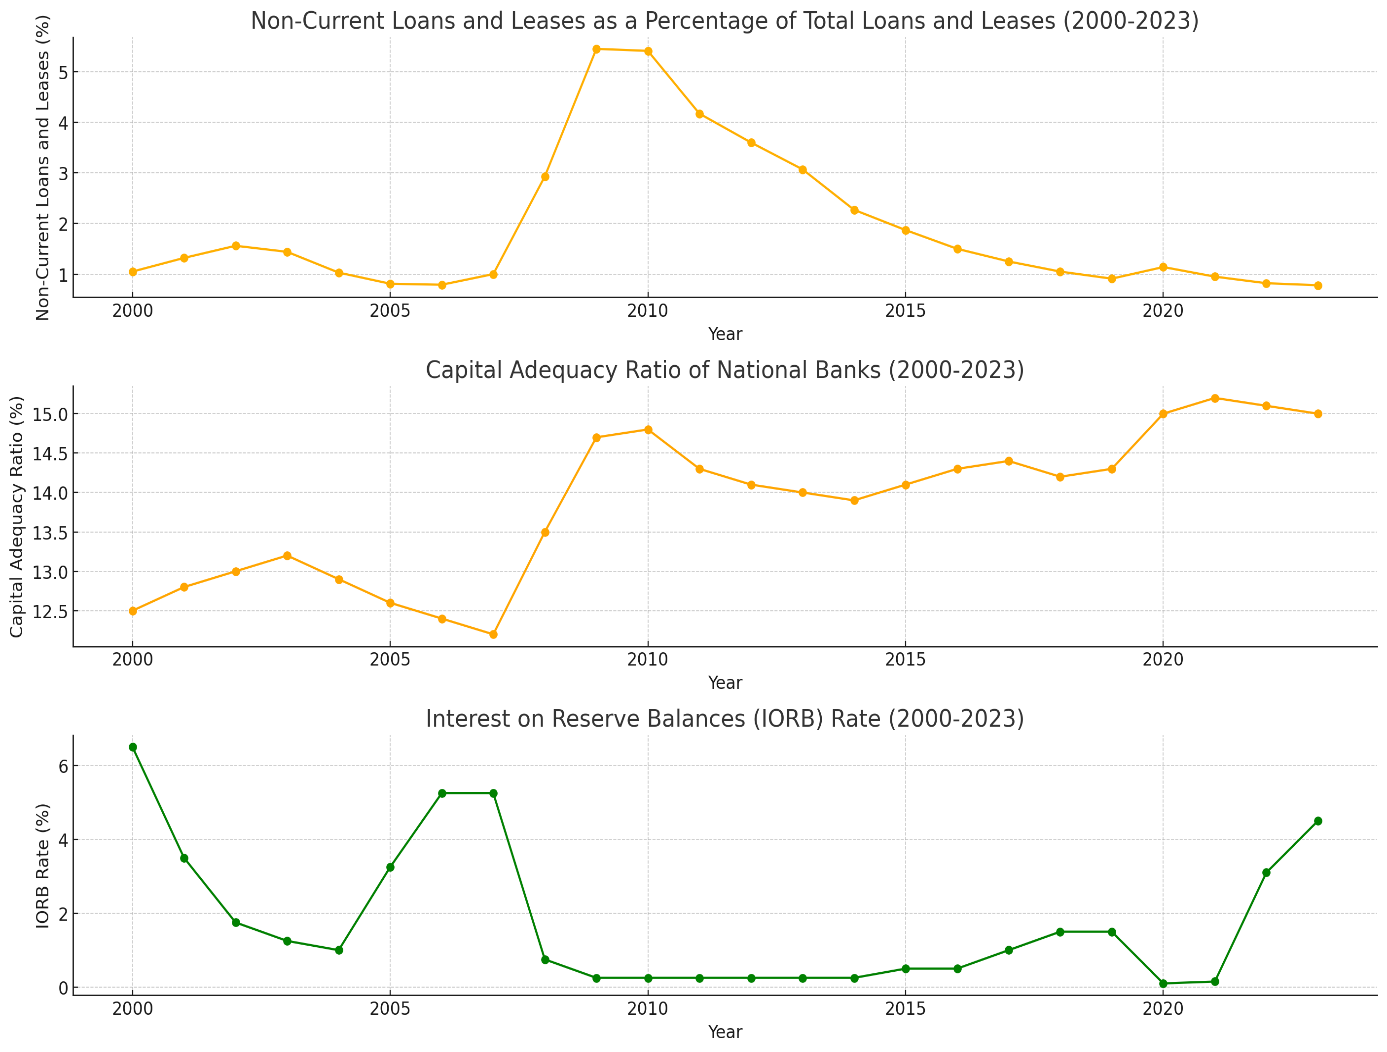 Non-Current Loans and Leases as a Percentage of Total Loans and Leases (2000-2023)
Non-Current Loans and Leases (%)
5
4
3
2
1
2000 2005 2010 2015 2020
Year
Capital Adequacy Ratio of National Banks (2000-2023)
Capital Adequacy Ratio (%)
15.0
14.5
14.0
13.5
13.0
12.5
2000 2005 2010 2015 2020
Year
Interest on Reserve Balances (IORB) Rate (2000-2023)
IORB Rate (%)
6
4
2
0
2000 2005 2010 2015 2020
Year